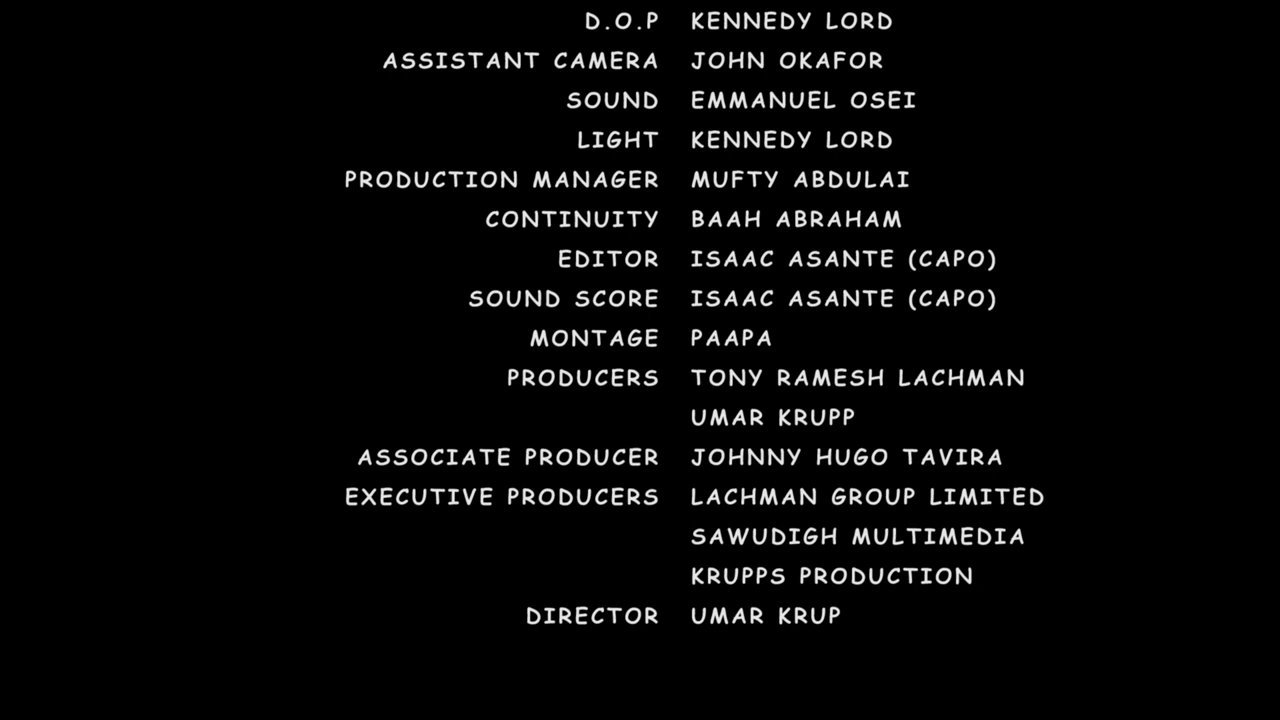 D.O.P KENNEDY LORD
ASSISTANT CAMERA JOHN OKAFOR
SOUND EMMANUEL OSEI
LIGHT KENNEDY LORD
PRODUCTION MANAGER MUFTY ABDULAI
CONTINUITY BAAH ABRAHAM
EDITOR ISAAC ASANTE (CAPO)
SOUND SCORE ISAAC ASANTE (CAPO)
MONTAGE PAAPA
PRODUCERS TONY RAMESH LACHMAN
UMAR KRUPP
ASSOCIATE PRODUCER JOHNNY HUGO TAVIRA
EXECUTIVE PRODUCERS LACHMAN GROUP LIMITED
SAWUDIGH MULTIMEDIA
KRUPPS PRODUCTION
DIRECTOR UMAR KRUP